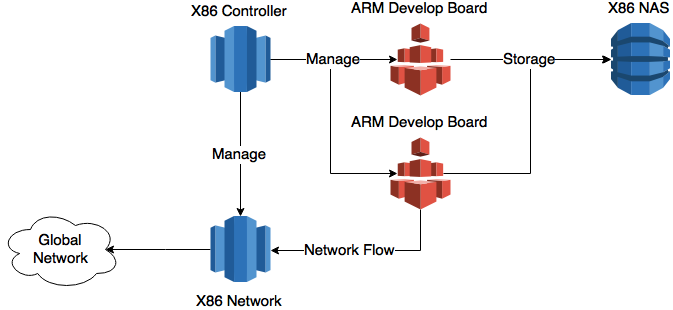 X86 Controller
ARM Develop Board
X86 NAS
Manage
Storage
ARM Develop Board
Manage
Global
Network
Network Flow
X86 Network